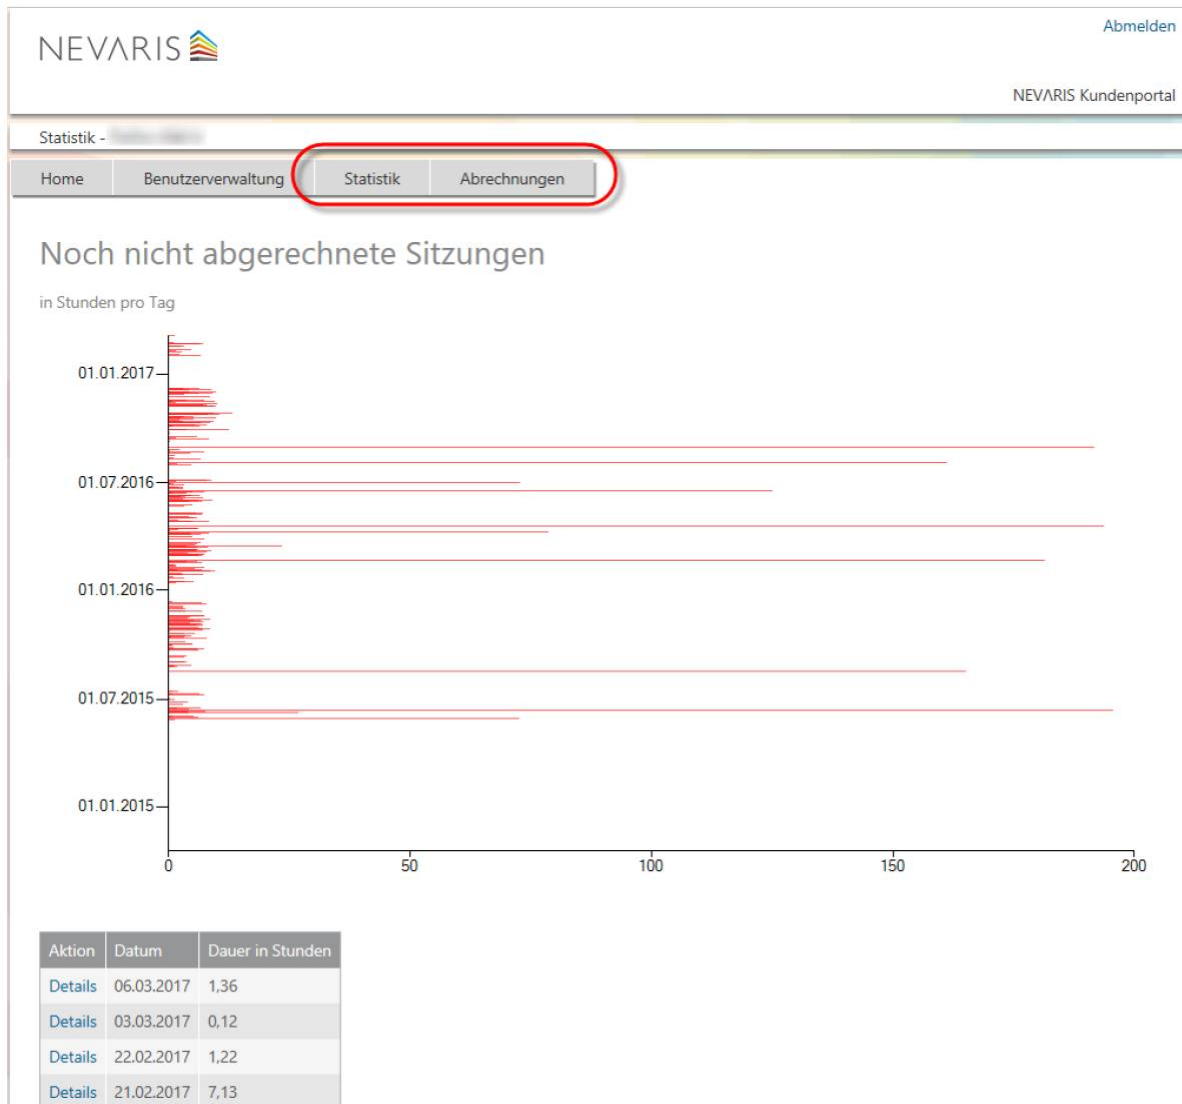 Abmelden
NEVARIS
NEVARIS Kundenportal
Statistik -
Home Benutzerverwaltung Statistik Abrechnungen
Noch nicht abgerechnete Sitzungen
in Stunden pro Tag
01.01.2017
01.07.2016
01.01.2016
01.07.2015
01.01.2015
0 50 100 150 200
Aktion Datum Dauer in Stunden
Details 06.03.2017 1,36
Details 03.03.2017 0,12
Details 22.02.2017 1,22
Details 21.02.2017 7,13